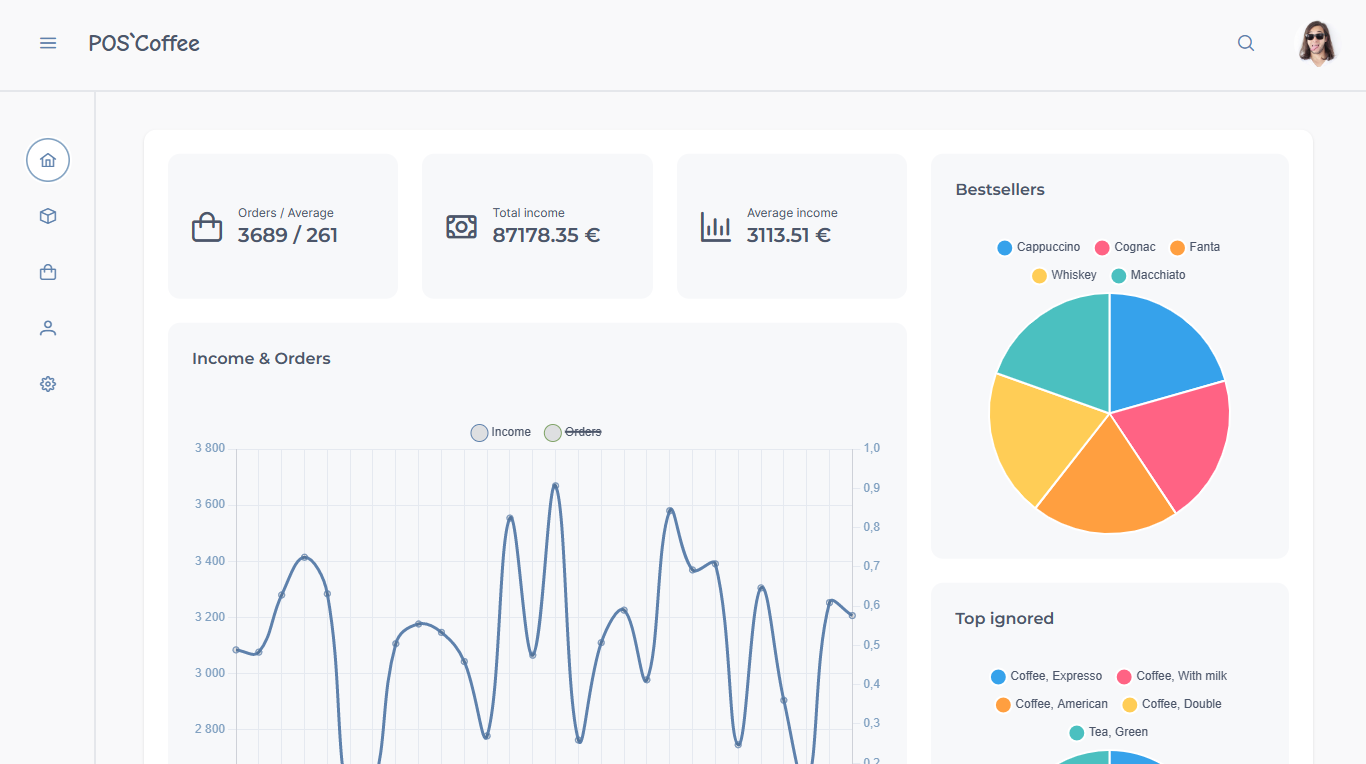 POS`Coffee
Orders / Average
3689 / 261
Total income
87178.35 €
Average income
3113.51 €
Income & Orders
Income Orders
3 800
3 600
3 400
3 200
3 000
2 800
1,0
0,9
0,8
0,7
0,6
0,5
0,4
0,3
0,2
Bestsellers
Cappuccino Cognac Fanta
Whiskey Macchiato
Top ignored
Coffee, Expresso Coffee, With milk
Coffee, American Coffee, Double
Tea, Green